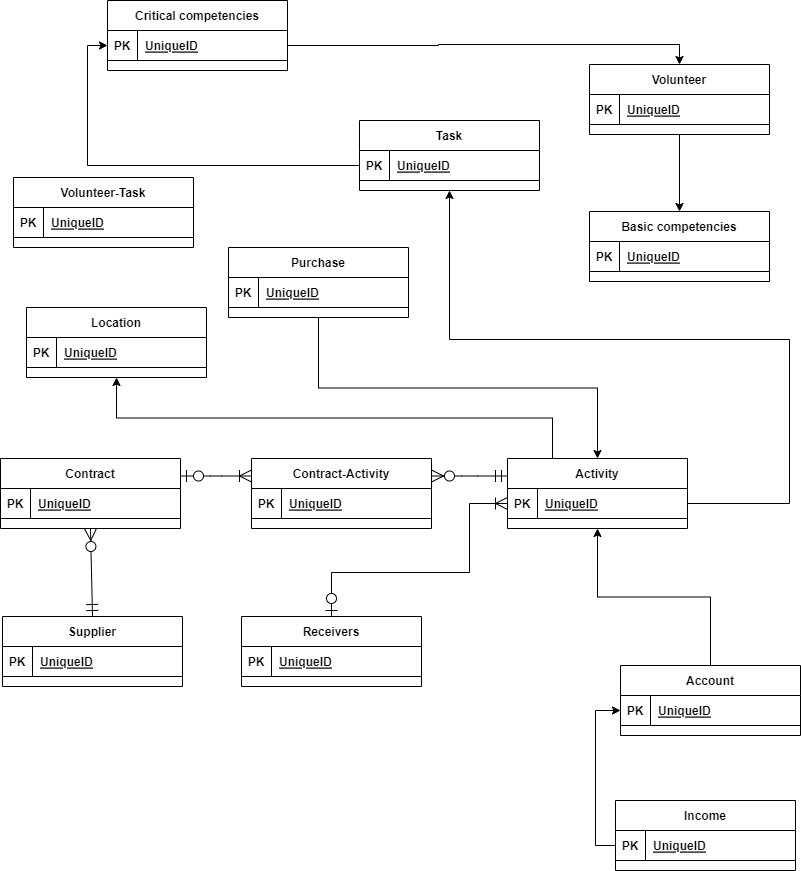 Critical competencies
PK UniqueID
Volunteer
PK UniqueID
Task
PK UniqueID
Volunteer-Task
PK UniqueID
Basic competencies
PK UniqueID
Purchase
PK UniqueID
Location
PK UniqueID
Contract
PK UniqueID
Contract-Activity
PK UniqueID
Activity
PK UniqueID
Supplier
PK UniqueID
Receivers
PK UniqueID
Account
PK UniqueID
Income
PK UniqueID